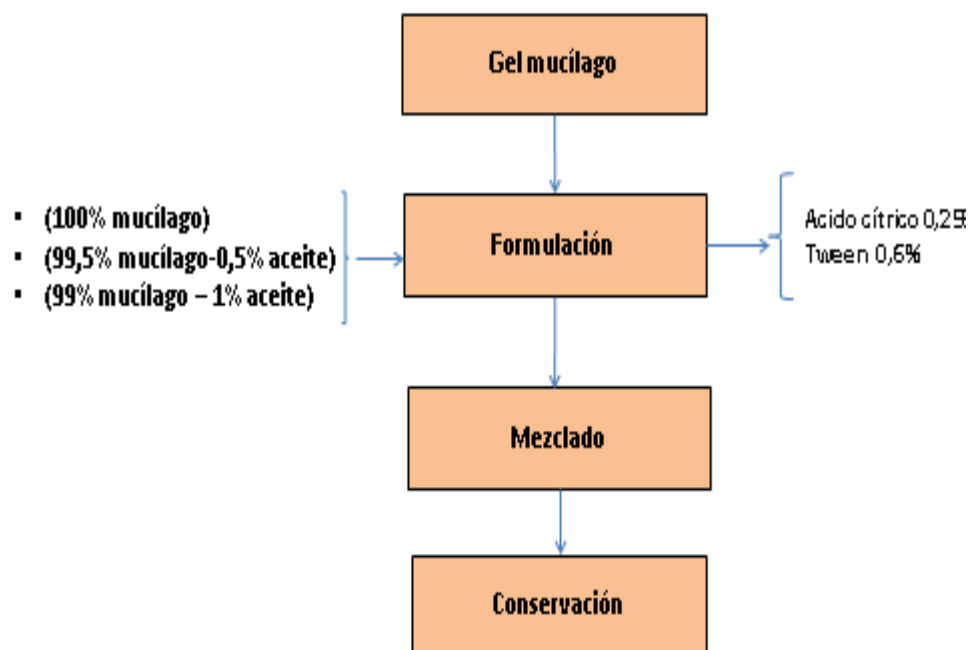 Gel mucílago
▪ (100% mucílago)
▪ (99,5% mucílago-0,5% aceite)
▪ (99% mucílago – 1% aceite)
Formulación
Acido cítrico 0,25%
Tween 0,6%
Mezclado
Conservación